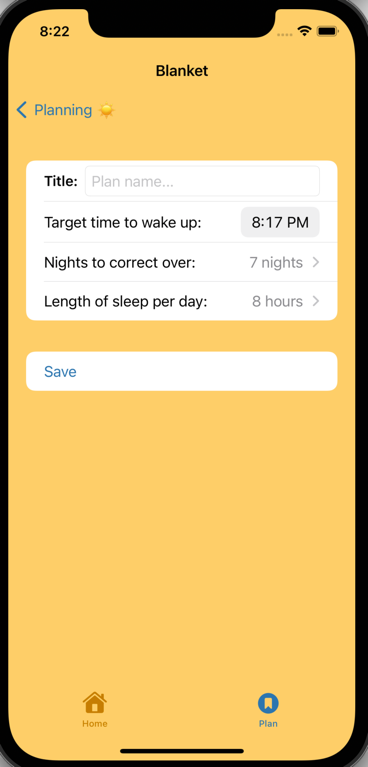 8:22
Blanket
Planning ☀️
Title: Plan name...
Target time to wake up: 8:17 PM
Nights to correct over: 7 nights
Length of sleep per day: 8 hours
Save
Home Plan